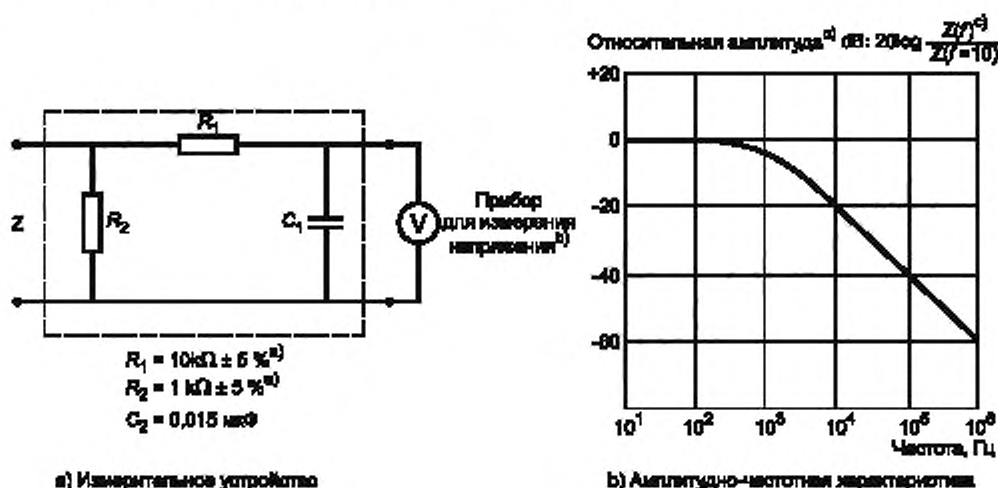 Относительная амплитуда a) dB: 20log Z(f) c)
Z(f=10)
+20
0
-20
-40
-60
10¹ 10² 10³ 10⁴ 10⁵ 10⁶
Частота, Гц
R₁
Z
R₂
C₁
V
Прибор
для измерения
напряжения b)
R₁ = 10kΩ ± 5 % a)
R₂ = 1 kΩ ± 5 % a)
C₂ = 0,015 мкФ
a) Измерительное устройство
b) Амплитудно-частотная характеристика